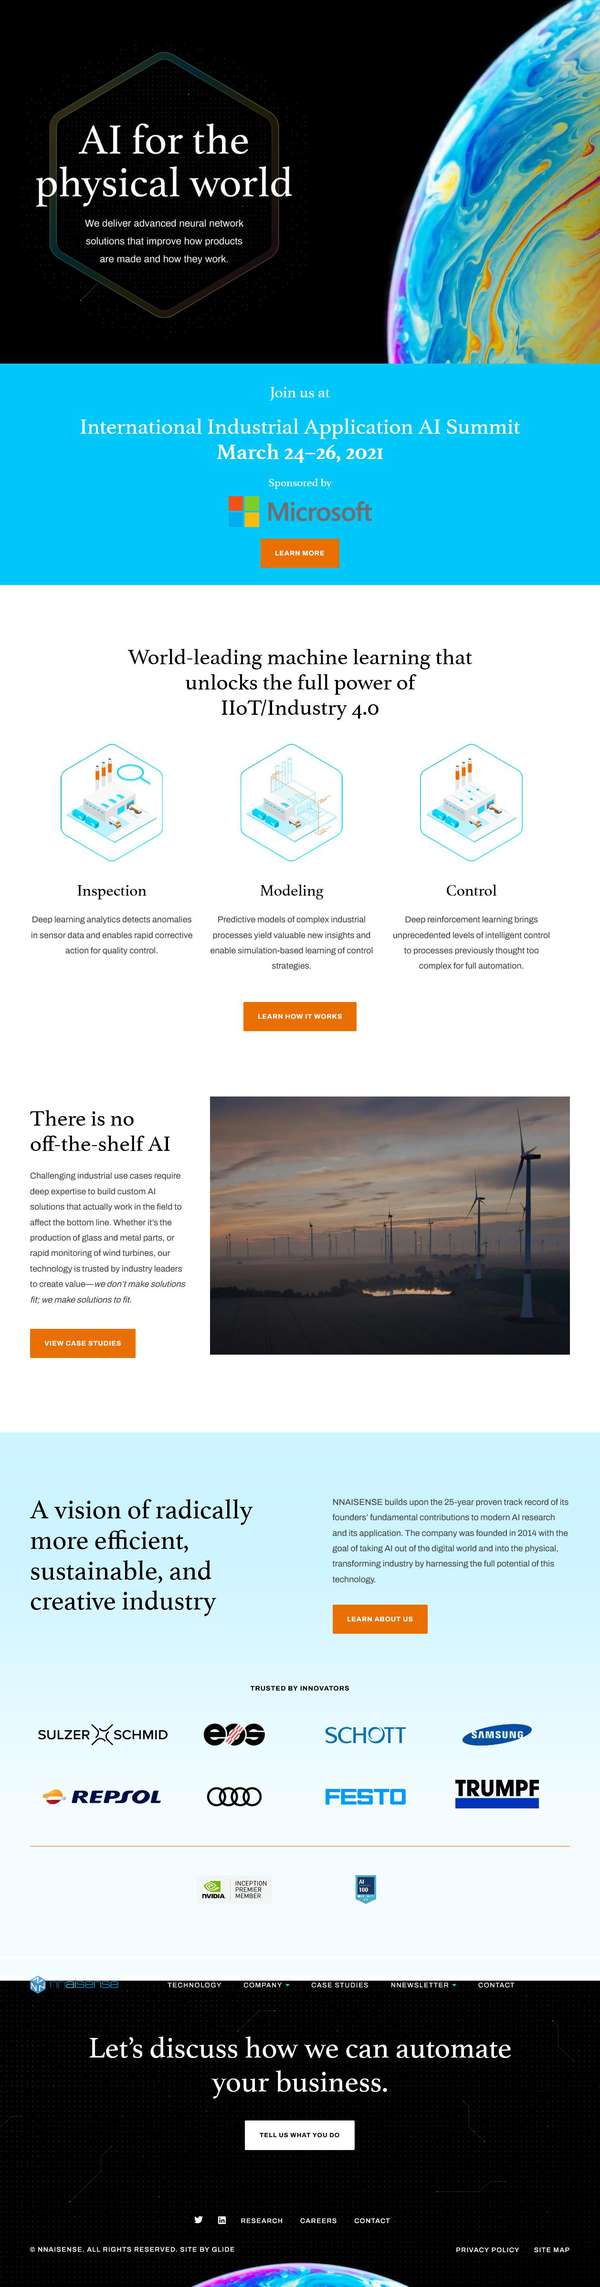 AI for the
physical world
We deliver advanced neural network
solutions that improve how products
are made and how they work.
Join us at
International Industrial Application AI Summit
March 24–26, 2021
Sponsored by
Microsoft
LEARN MORE
World-leading machine learning that
unlocks the full power of
IIoT/Industry 4.0
Inspection
Deep learning analytics detects anomalies
in sensor data and enables rapid corrective
action for quality control.
Modeling
Predictive models of complex industrial
processes yield valuable new insights and
enable simulation-based learning of control
strategies.
Control
Deep reinforcement learning brings
unprecedented levels of intelligent control
to processes previously thought too
complex for full automation.
LEARN HOW IT WORKS
There is no
off-the-shelf AI
Challenging industrial use cases require
deep expertise to build custom AI
solutions that actually work in the field to
affect the bottom line. Whether it's the
production of glass and metal parts, or
rapid monitoring of wind turbines, our
technology is trusted by industry leaders
to create value—we don't make solutions
fit; we make solutions to fit.
VIEW CASE STUDIES
A vision of radically
more efficient,
sustainable, and
creative industry
NNAISENSE builds upon the 25-year proven track record of its
founders' fundamental contributions to modern AI research
and its application. The company was founded in 2014 with the
goal of taking AI out of the digital world and into the physical,
transforming industry by harnessing the full potential of this
technology.
LEARN ABOUT US
TRUSTED BY INNOVATORS
SULZER SCHMID
eos
SCHOTT
SAMSUNG
REPSOL
FESTO
TRUMPF
NVIDIA
INCEPTION
PREMIER
MEMBER
AI
100
nnaisense
TECHNOLOGY
COMPANY
CASE STUDIES
NNEWSLETTER
CONTACT
Let's discuss how we can automate
your business.
TELL US WHAT YOU DO
RESEARCH
CAREERS
CONTACT
© NNAISENSE. ALL RIGHTS RESERVED. SITE BY GLIDE
PRIVACY POLICY
SITE MAP